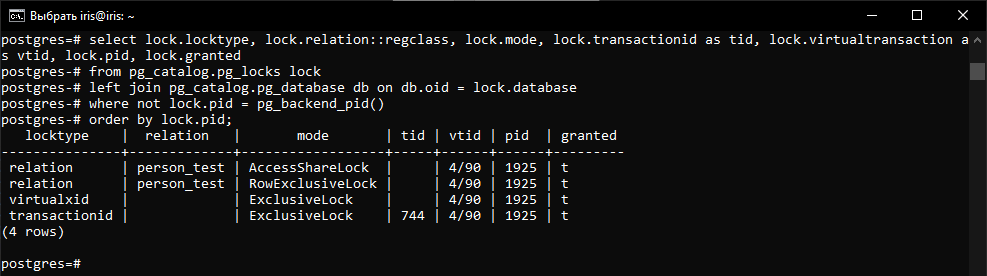 Выбрать iris@iris: ~
postgres=# select lock.locktype, lock.relation::regclass, lock.mode, lock.transactionid as tid, lock.virtualtransaction a
s vtid, lock.pid, lock.granted
postgres-# from pg_catalog.pg_locks lock
postgres-# left join pg_catalog.pg_database db on db.oid = lock.database
postgres-# where not lock.pid = pg_backend_pid()
postgres-# order by lock.pid;
   locktype    |  relation   |       mode       | tid | vtid | pid  | granted
---------------+-------------+------------------+-----+------+------+---------
 relation      | person_test | AccessShareLock  |     | 4/90 | 1925 | t
 relation      | person_test | RowExclusiveLock |     | 4/90 | 1925 | t
 virtualxid    |             | ExclusiveLock    |     | 4/90 | 1925 | t
 transactionid |             | ExclusiveLock    | 744 | 4/90 | 1925 | t
(4 rows)
postgres=#